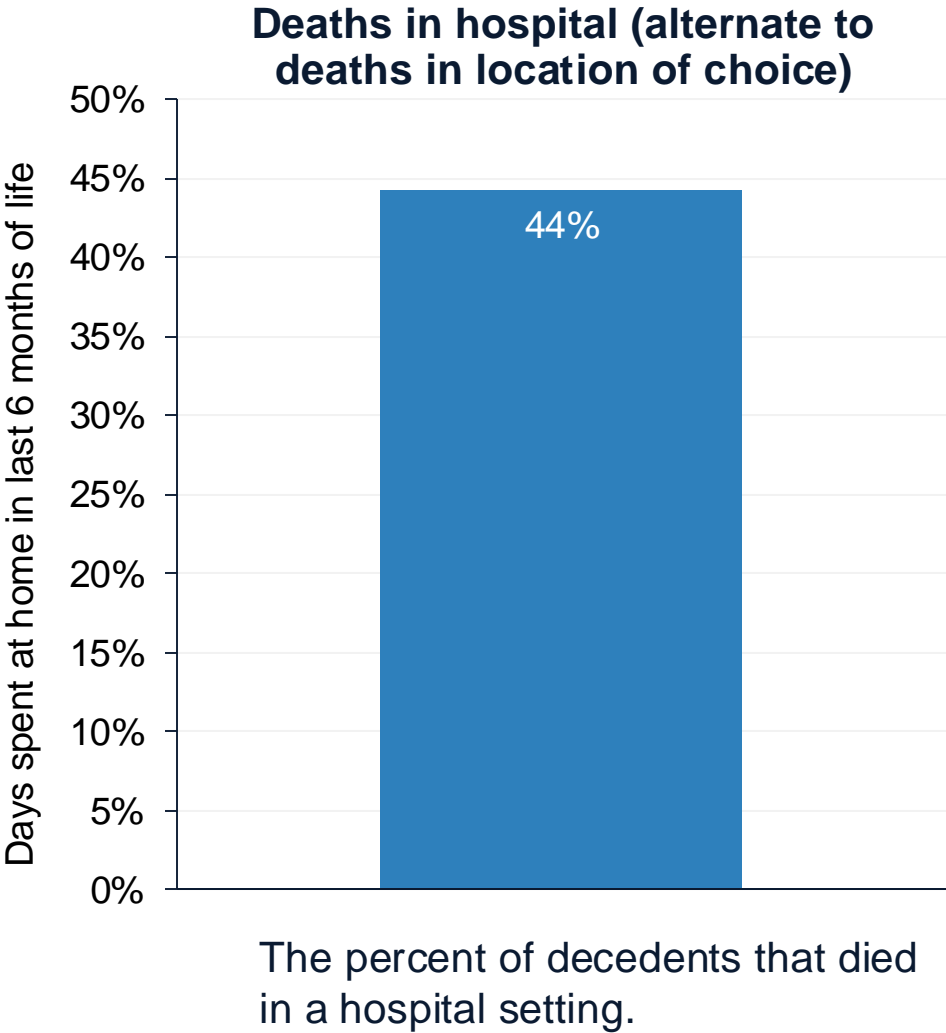 Deaths in hospital (alternate to
deaths in location of choice)
50%
45%
40%
35%
30%
25%
20%
15%
10%
5%
0%
Days spent at home in last 6 months of life
44%
The percent of decedents that died
in a hospital setting.